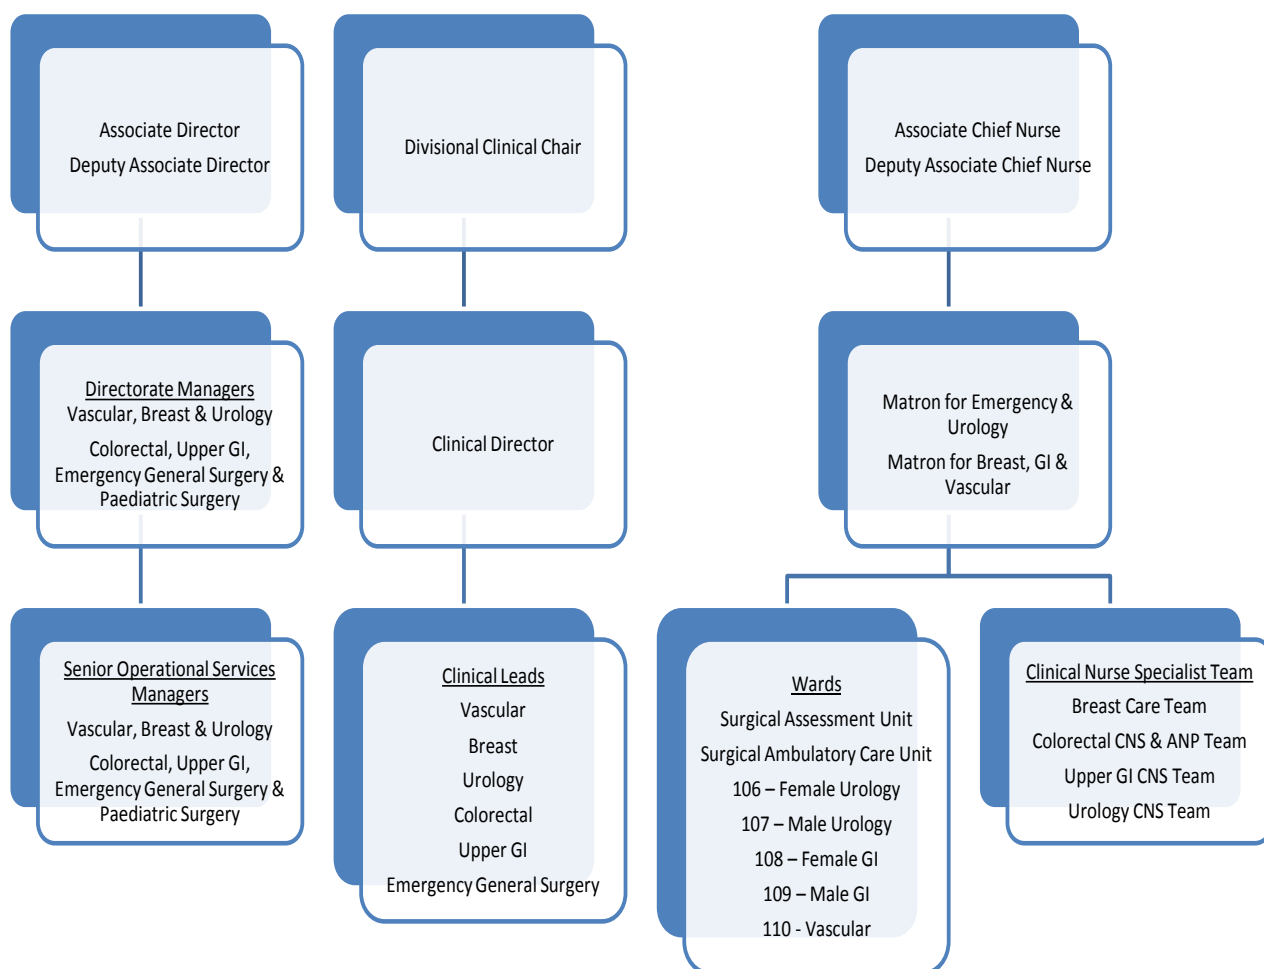 Associate Director
Deputy Associate Director
Divisional Clinical Chair
Associate Chief Nurse
Deputy Associate Chief Nurse
Directorate Managers
Vascular, Breast & Urology
Colorectal, Upper GI,
Emergency General Surgery &
Paediatric Surgery
Clinical Director
Matron for Emergency &
Urology
Matron for Breast, GI &
Vascular
Senior Operational Services
Managers
Vascular, Breast & Urology
Colorectal, Upper GI,
Emergency General Surgery &
Paediatric Surgery
Clinical Leads
Vascular
Breast
Urology
Colorectal
Upper GI
Emergency General Surgery
Wards
Surgical Assessment Unit
Surgical Ambulatory Care Unit
106 – Female Urology
107 – Male Urology
108 – Female GI
109 – Male GI
110 - Vascular
Clinical Nurse Specialist Team
Breast Care Team
Colorectal CNS & ANP Team
Upper GI CNS Team
Urology CNS Team